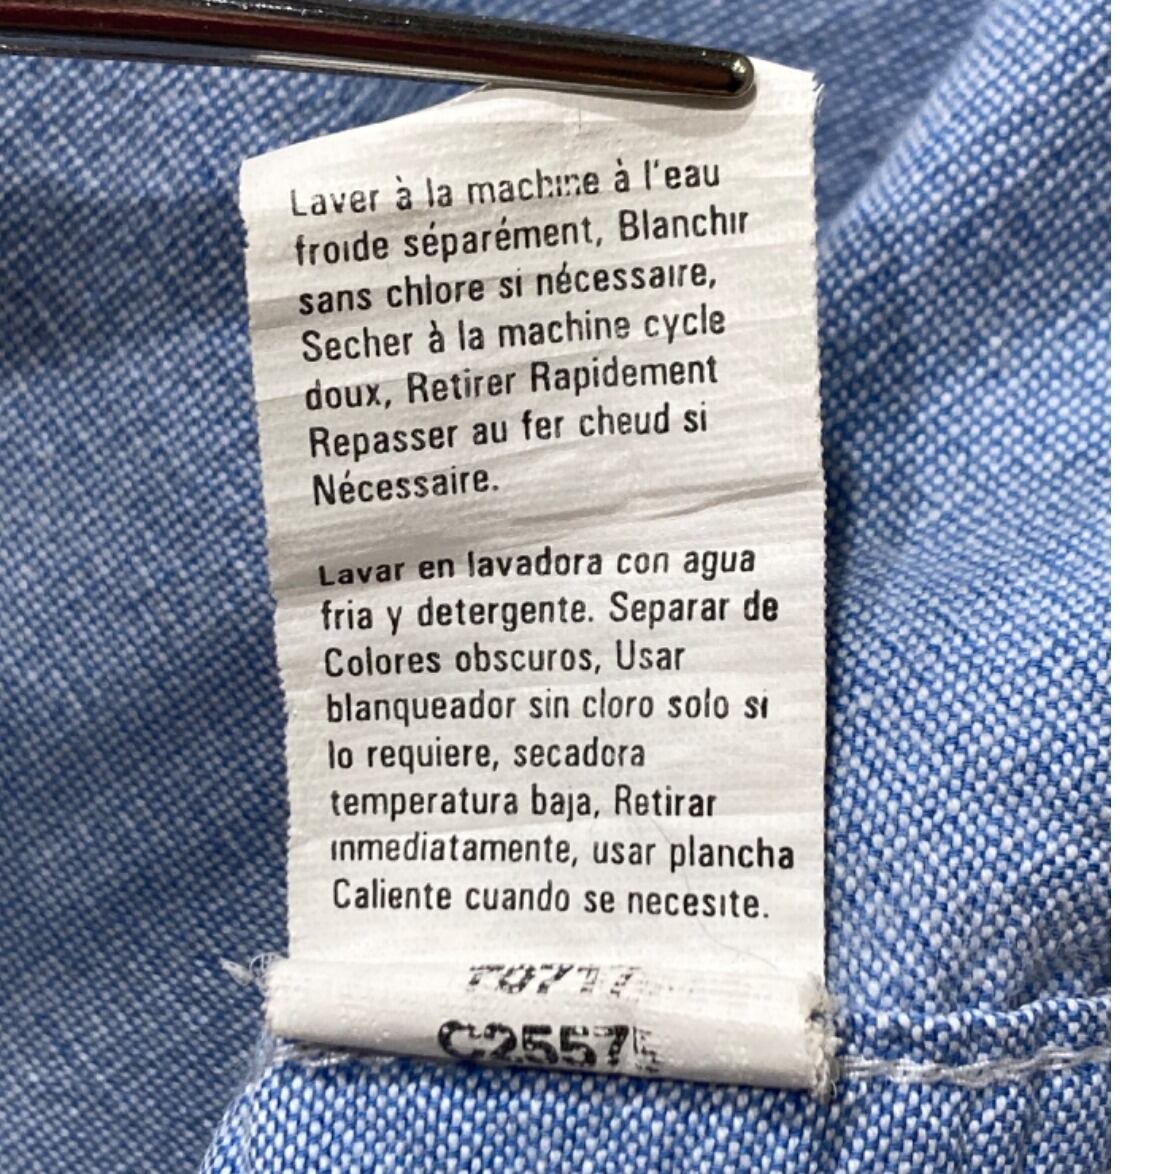 Laver à la machine à l'eau
froide séparément, Blanchir
sans chlore si nécessaire,
Secher à la machine cycle
doux, Retirer Rapidement
Repasser au fer cheud si
Nécessaire.
Lavar en lavadora con agua
fria y detergente. Separar de
Colores obscuros, Usar
blanqueador sin cloro solo si
lo requiere, secadora
temperatura baja, Retirar
inmediatamente, usar plancha
Caliente cuando se necesite.